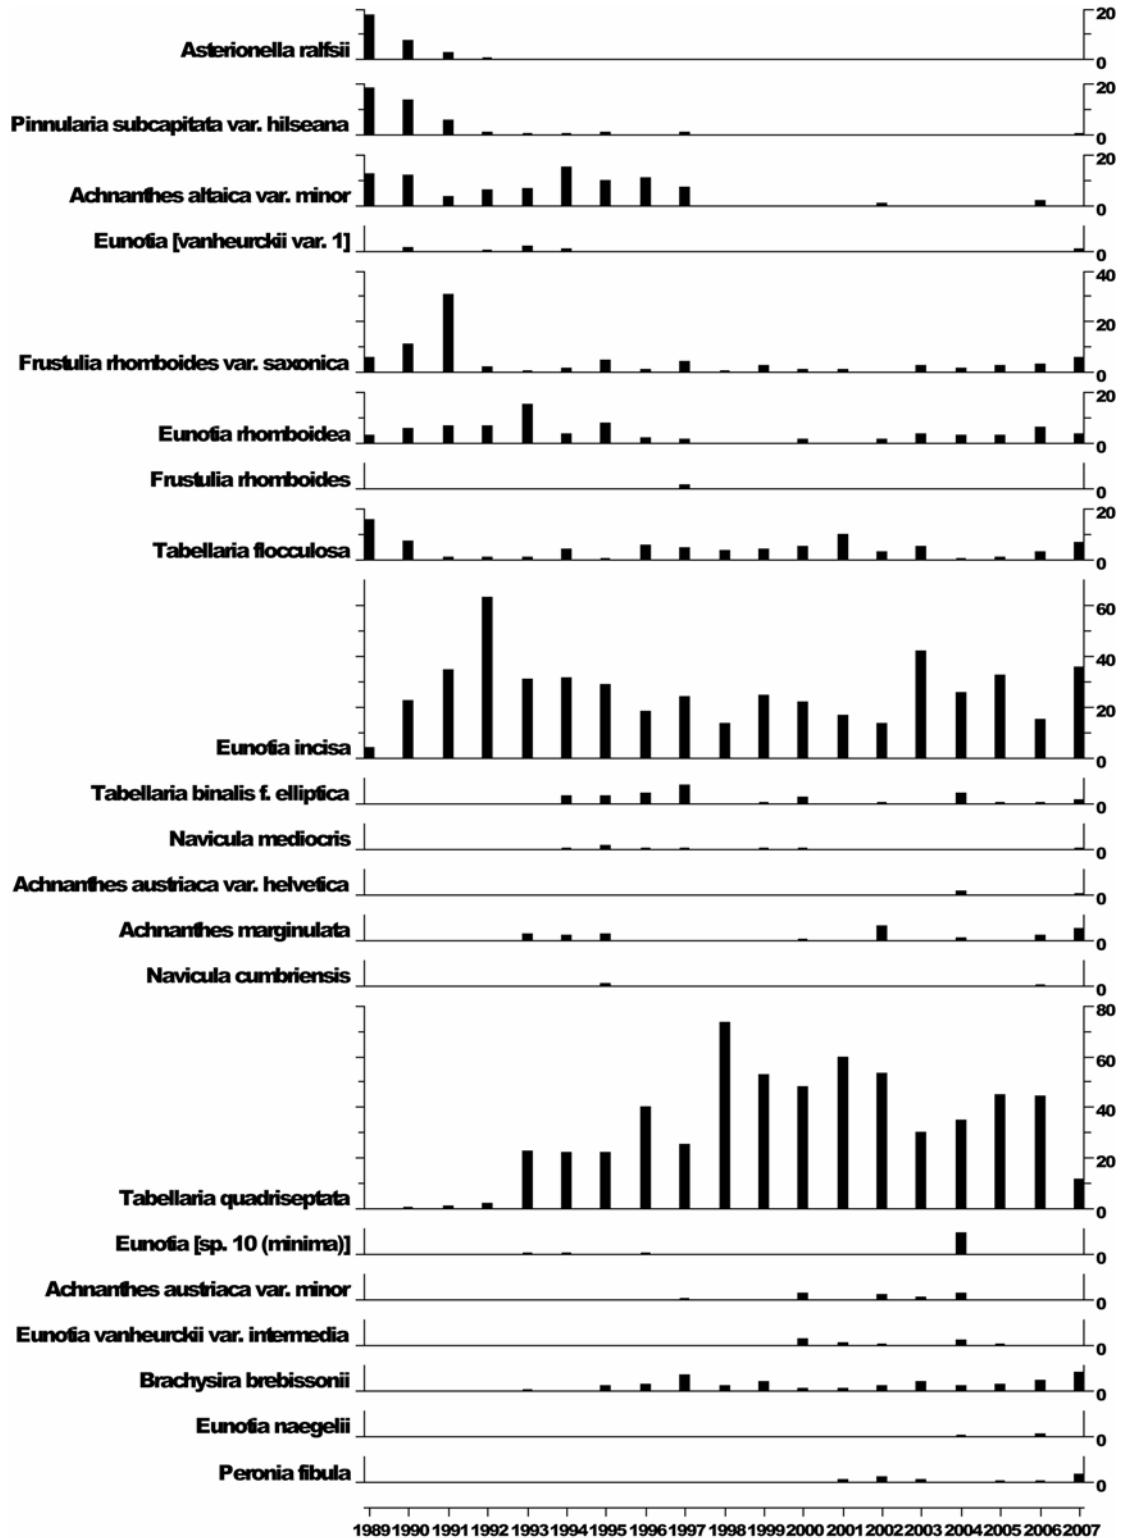 20
Asterionella ralfsii
0
20
Pinnularia subcapitata var. hilseana
0
20
Achnanthes altaica var. minor
0
Eunotia [vanheurckii var. 1]
0
40
20
Frustulia rhomboides var. saxonica
0
20
Eunotia rhomboidea
0
Frustulia rhomboides
0
20
Tabellaria flocculosa
0
60
40
20
Eunotia incisa
0
Tabellaria binalis f. elliptica
0
Navicula mediocris
0
Achnanthes austriaca var. helvetica
0
Achnanthes marginulata
0
Navicula cumbriensis
0
80
60
40
20
Tabellaria quadriseptata
0
Eunotia [sp. 10 (minima)]
0
Achnanthes austriaca var. minor
0
Eunotia vanheurckii var. intermedia
0
Brachysira brebissonii
0
Eunotia naegelii
0
Peronia fibula
0
1989 1990 1991 1992 1993 1994 1995 1996 1997 1998 1999 2000 2001 2002 2003 2004 2005 2006 2007